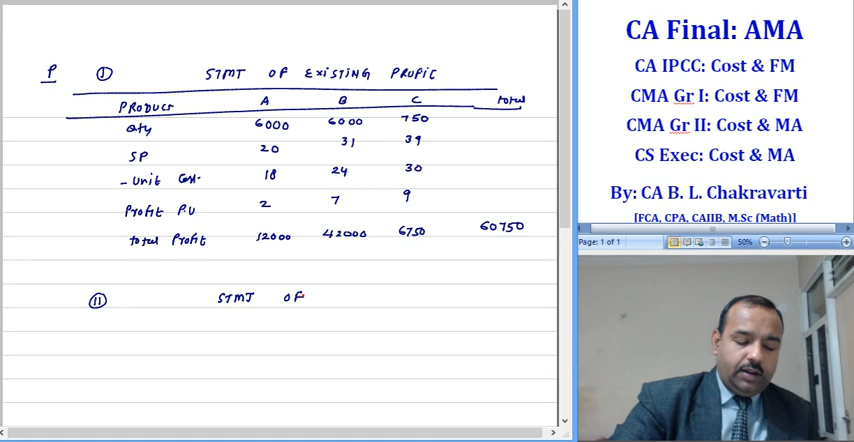 P I STMT OF EXISTING PROFIT
PRODUCT A B C total
Qty 6000 6000 750
SP 20 31 39
- Unit Cost 18 24 30
Profit P.U 2 7 9
total Profit 12000 42000 6750 60750
II STMT OF
CA Final: AMA
CA IPCC: Cost & FM
CMA Gr I: Cost & FM
CMA Gr II: Cost & MA
CS Exec: Cost & MA
By: CA B. L. Chakravarti
[FCA, CPA, CAIIB, M.Sc (Math)]
Page: 1 of 1 50%